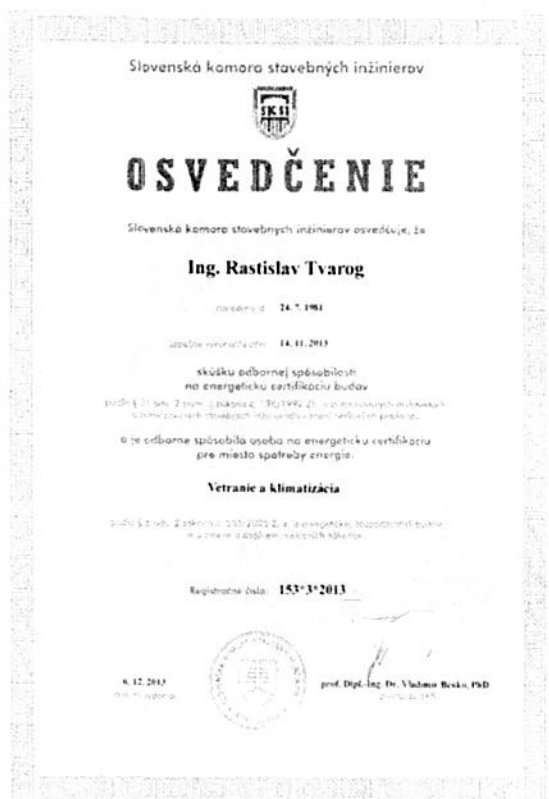 Slovenská komora stavebných inžinierov
SKSI
OSVEDČENIE
Slovenská komora stavebných inžinierov osvedčuje, že
Ing. Rastislav Tvarog
24. 7. 1981
14. 11. 2013
skúšku odbornej spôsobilosti
na energetickú certifikáciu budov
a je odborne spôsobilá osoba na energetickú certifikáciu
pre miesto spotreby energie.
Vetranie a klimatizácia
Registračné číslo: 153*3*2013
6. 12. 2013
prof. Dipl.-Ing. Dr. Vladimír Benko, PhD